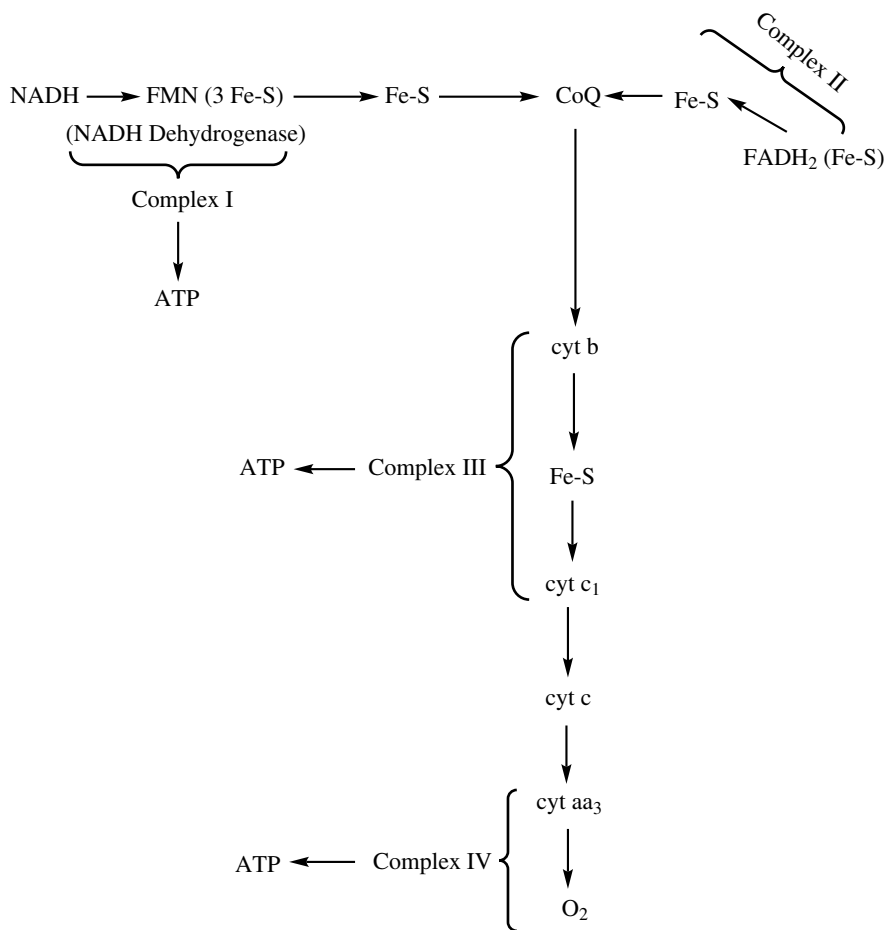 Complex II
NADH FMN (3 Fe-S) Fe-S CoQ Fe-S
(NADH Dehydrogenase)
FADH₂ (Fe-S)
Complex I
ATP
cyt b
ATP Complex III Fe-S
cyt c₁
cyt c
cyt aa₃
ATP Complex IV
O₂